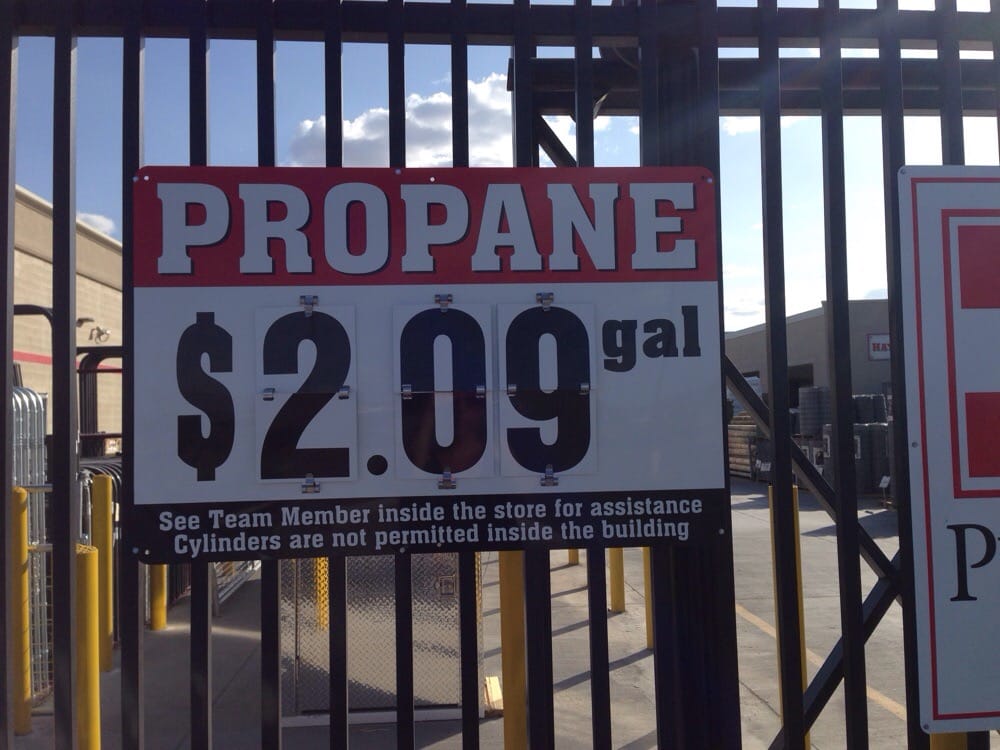 PROPANE
$2.09 gal
See Team Member inside the store for assistance
Cylinders are not permitted inside the building
HAY
P